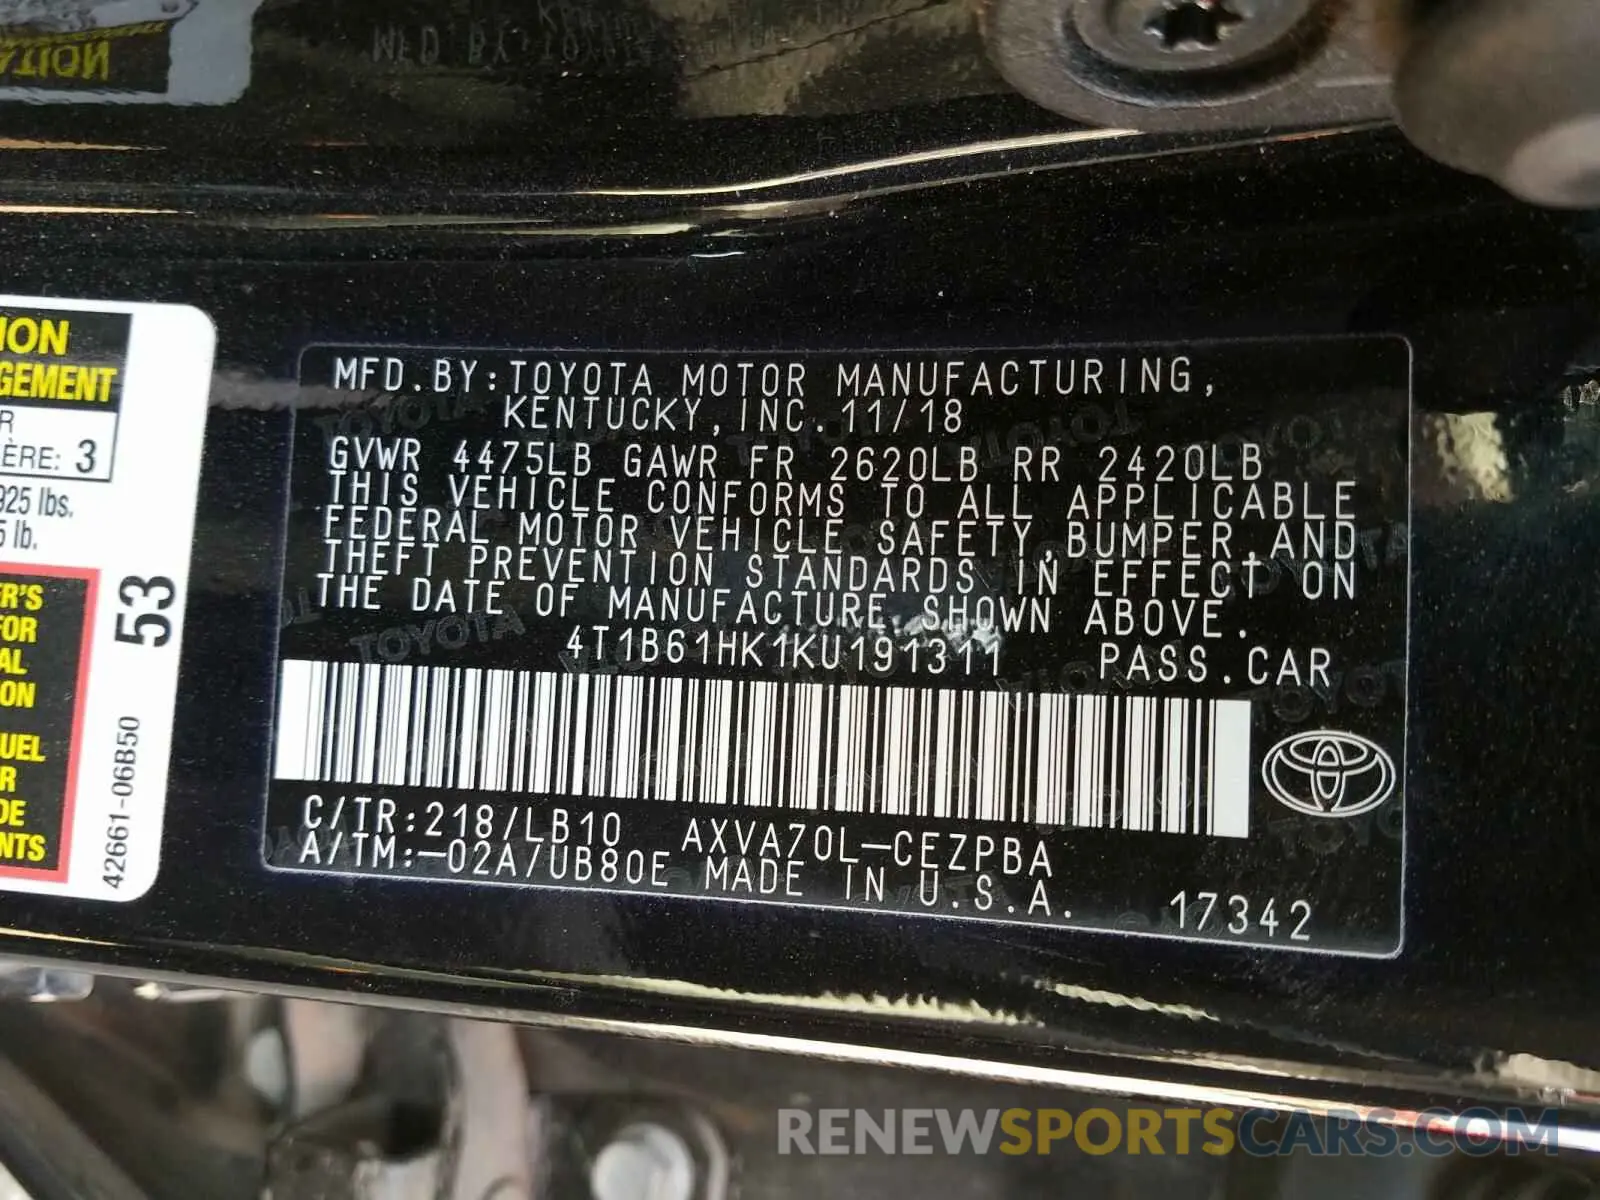 MFD.BY:TOYOTA MOTOR MANUFACTURING,
KENTUCKY,INC.11/18
GVWR 4475LB GAWR FR 2620LB RR 2420LB
THIS VEHICLE CONFORMS TO ALL APPLICABLE
FEDERAL MOTOR VEHICLE SAFETY,BUMPER,AND
THEFT PREVENTION STANDARDS IN EFFECT ON
THE DATE OF MANUFACTURE SHOWN ABOVE.
4T1B61HK1KU191311 PASS.CAR
C/TR:218/LB10 AXVA70L-CEZPBA
A/TM:-02A/UB80E MADE IN U.S.A.
17342
ION
GEMENT
R
ÈRE: 3
925 lbs.
5 lb.
ER'S
FOR
AL
ION
UEL
R
DE
NTS
53
42661-06B50
RENEWSPORTSCARS.COM